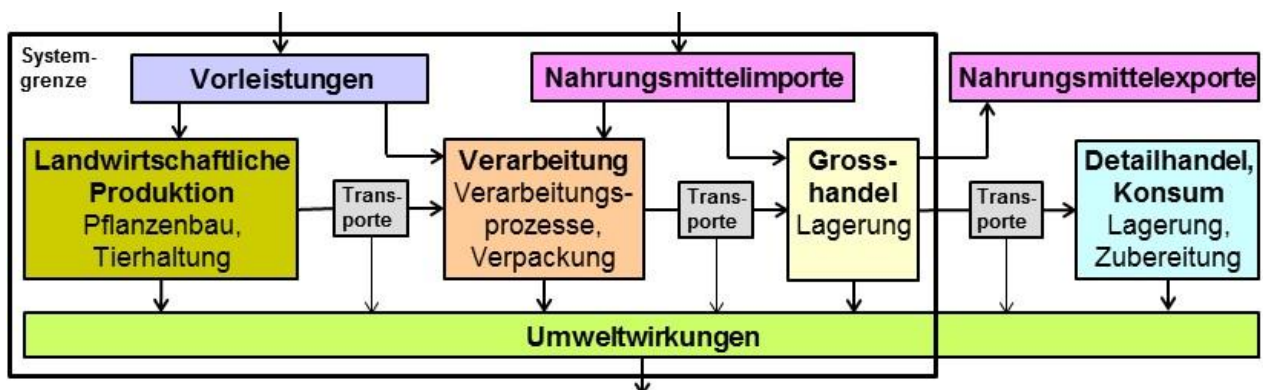 System-
grenze
Vorleistungen
Nahrungsmittelimporte
Nahrungsmittelexporte
Landwirtschaftliche
Produktion
Pflanzenbau,
Tierhaltung
Trans-
porte
Verarbeitung
Verarbeitungs-
prozesse,
Verpackung
Trans-
porte
Gross-
handel
Lagerung
Trans-
porte
Detailhandel,
Konsum
Lagerung,
Zubereitung
Umweltwirkungen